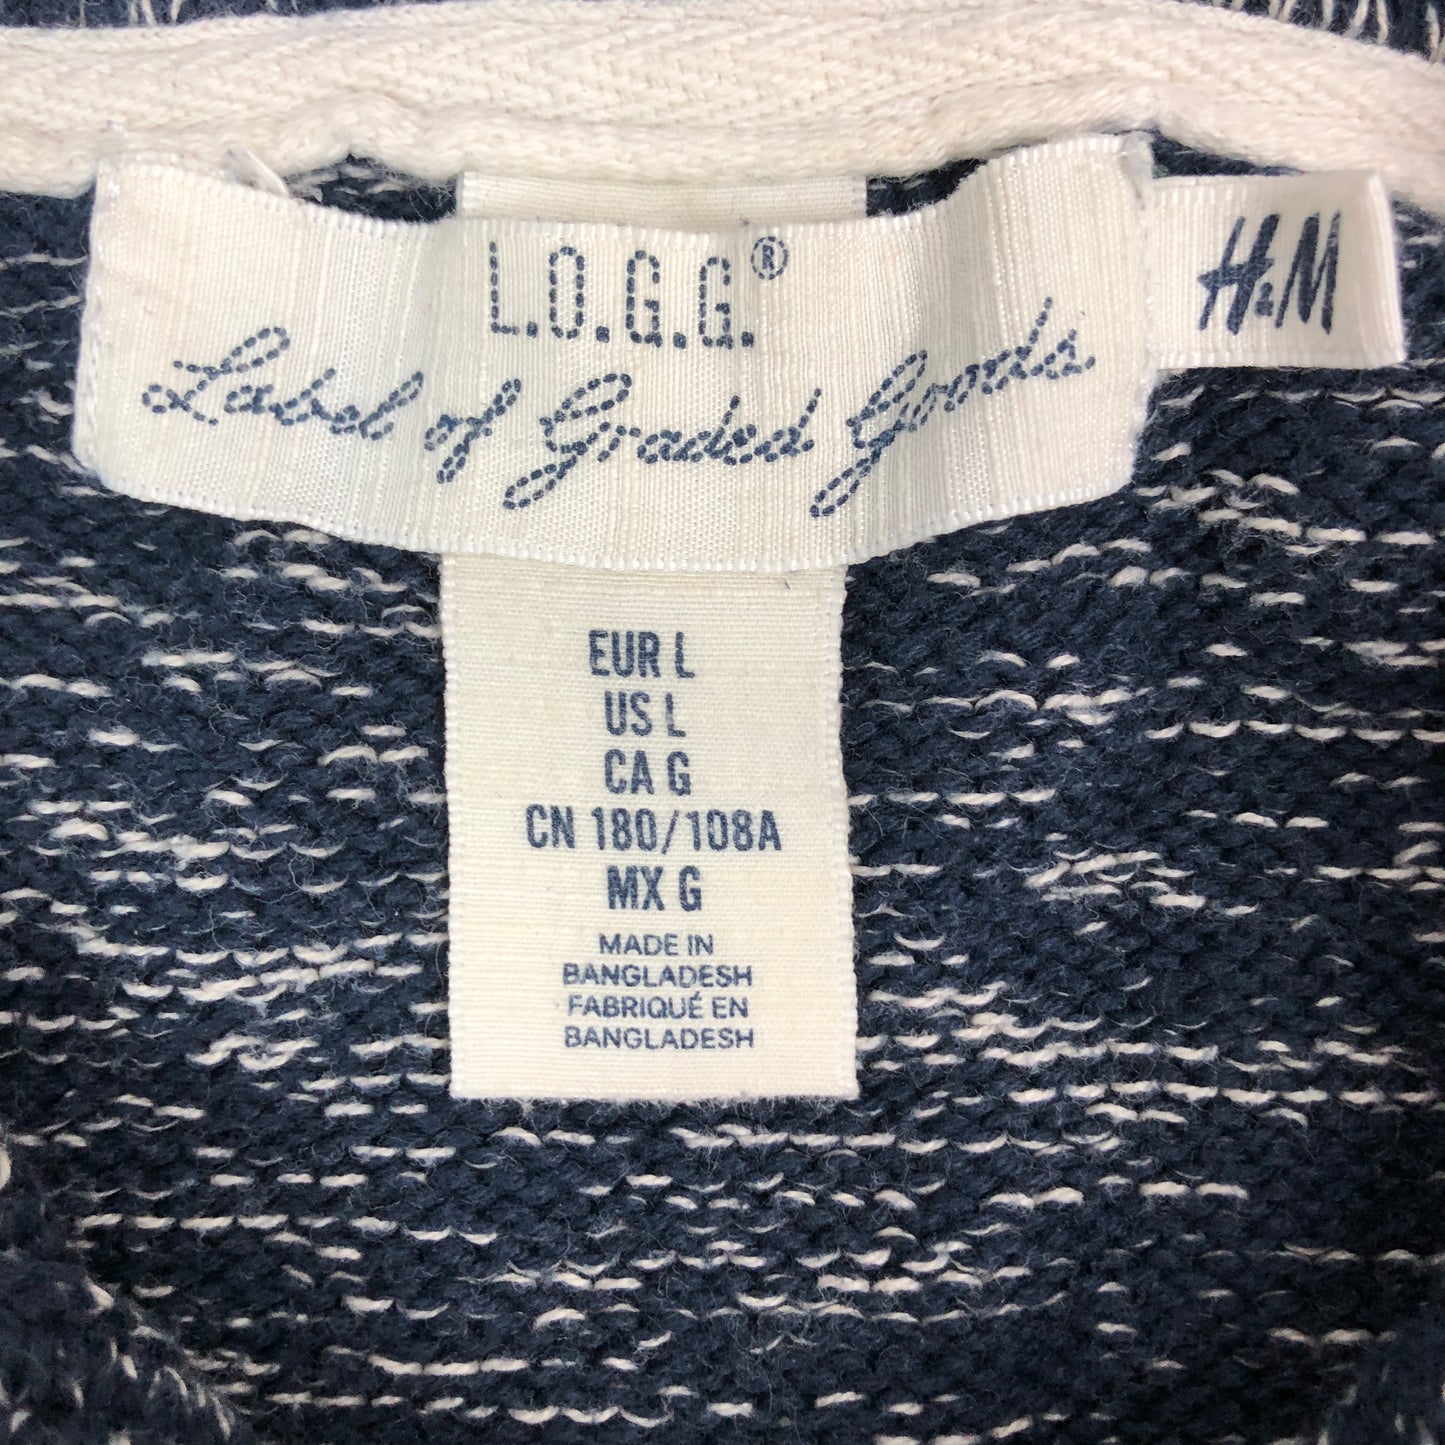 L.O.G.G.®
Label of Graded Goods
H&M
EUR L
US L
CA G
CN 180/108A
MX G
MADE IN
BANGLADESH
FABRIQUÉ EN
BANGLADESH